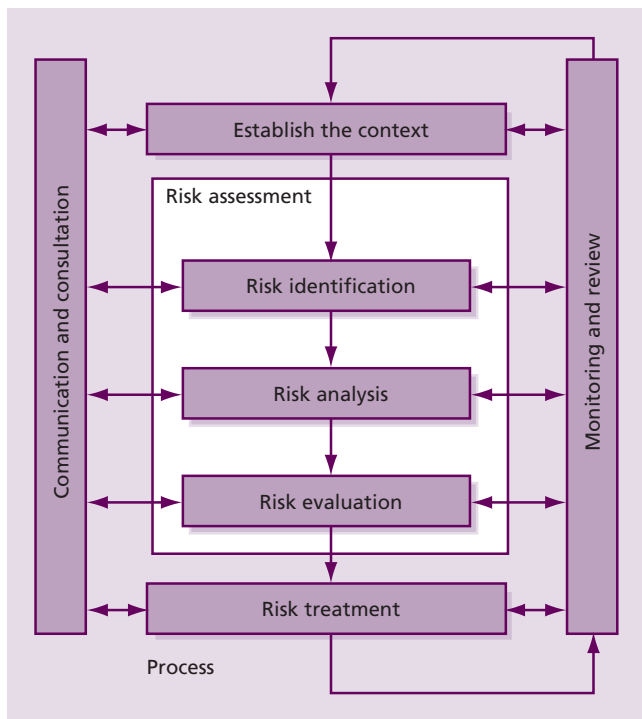 Communication and consultation
Establish the context
Risk assessment
Risk identification
Risk analysis
Risk evaluation
Risk treatment
Process
Monitoring and review